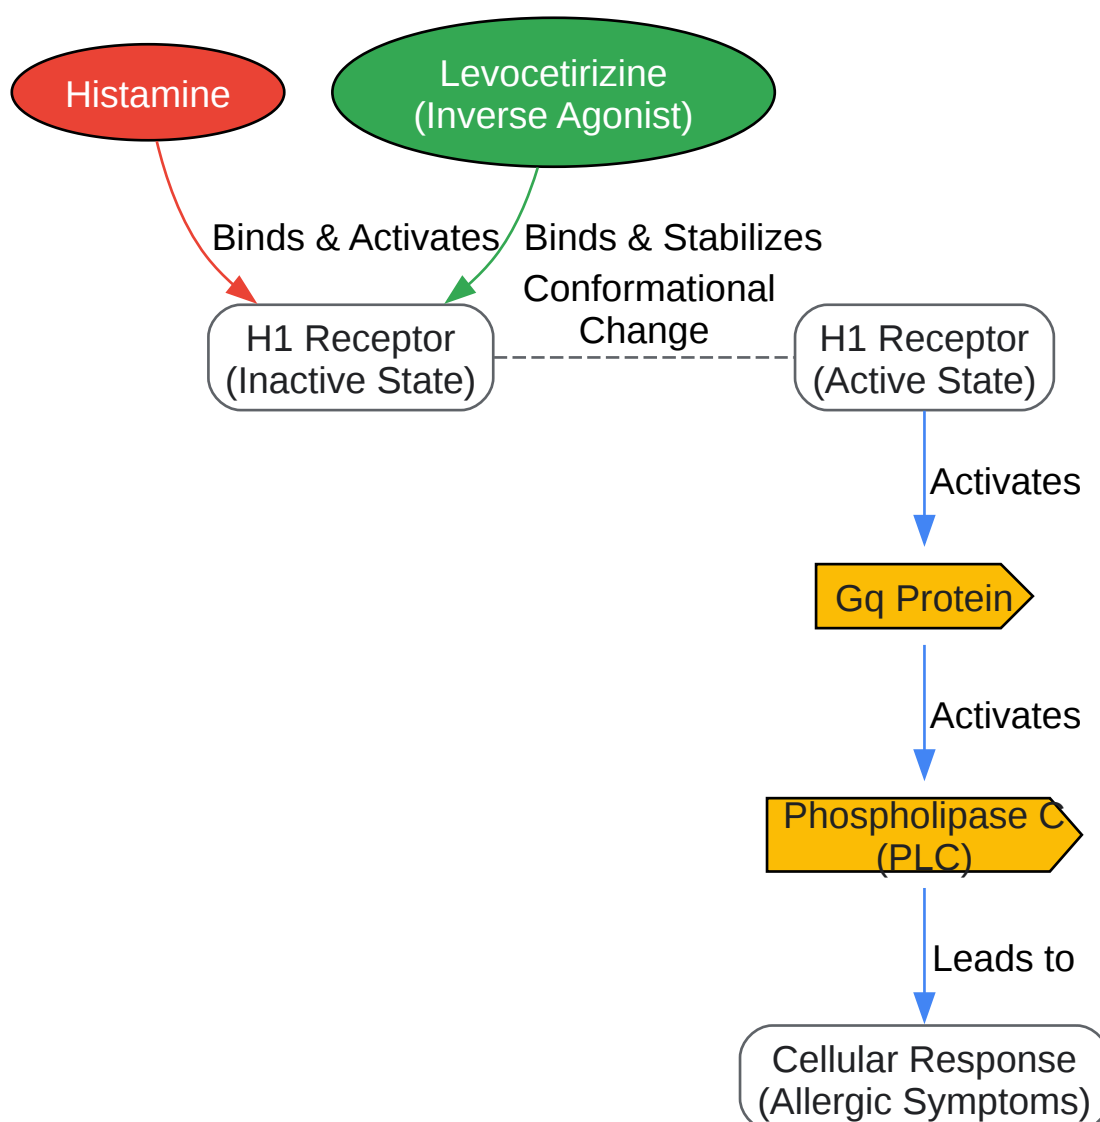 Histamine
Levocetirizine
(Inverse Agonist)
Binds & Activates
Binds & Stabilizes
Conformational
Change
H1 Receptor
(Inactive State)
H1 Receptor
(Active State)
Activates
Gq Protein
Activates
Phospholipase C
(PLC)
Leads to
Cellular Response
(Allergic Symptoms)